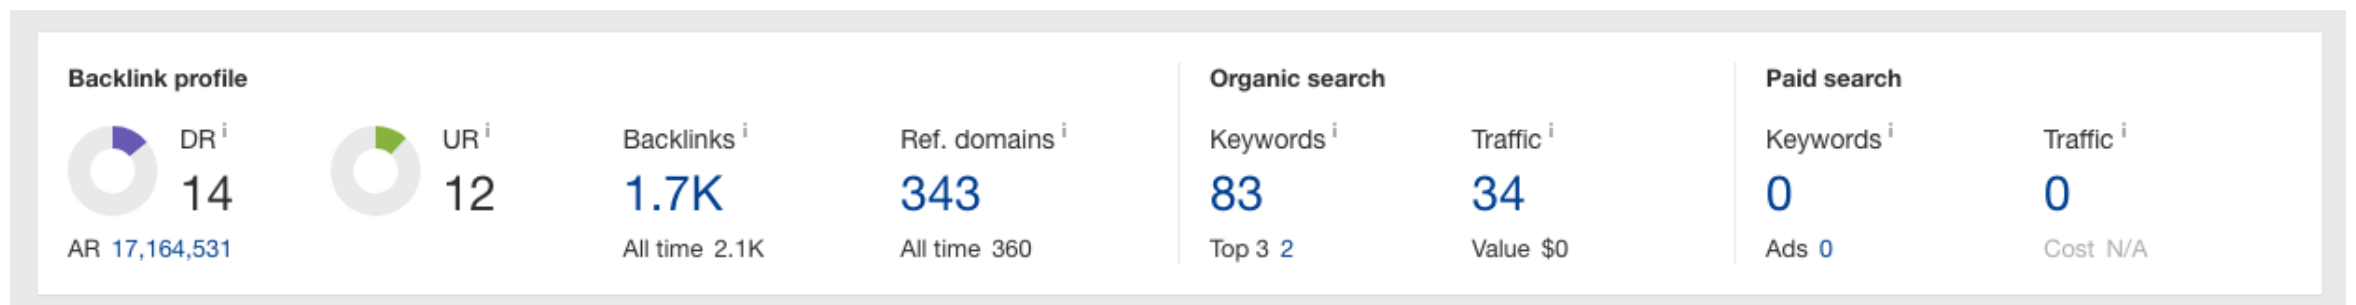 Backlink profile
DR i
14
AR 17,164,531
UR i
12
Backlinks i
1.7K
All time 2.1K
Ref. domains i
343
All time 360
Organic search
Keywords i
83
Top 3 2
Traffic i
34
Value $0
Paid search
Keywords i
0
Ads 0
Traffic i
0
Cost N/A